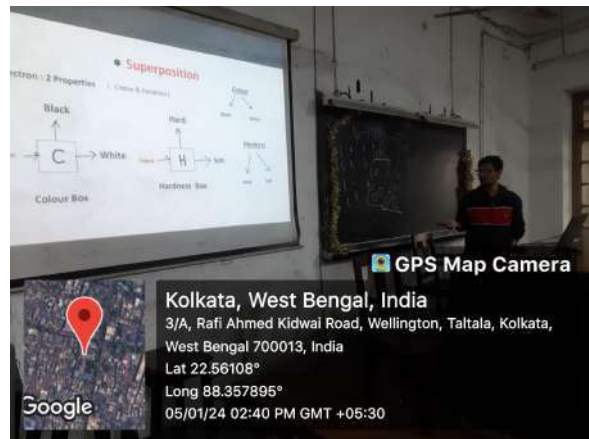 • Superposition
ctron : 2 Properties ( Colour & Hardness)
Colour
Black
Hard
C → White
H → Soft
Hardness
Colour Box
Hardness Box
GPS Map Camera
Kolkata, West Bengal, India
3/A, Rafi Ahmed Kidwai Road, Wellington, Taltala, Kolkata,
West Bengal 700013, India
Lat 22.56108°
Long 88.357895°
05/01/24 02:40 PM GMT +05:30
Google